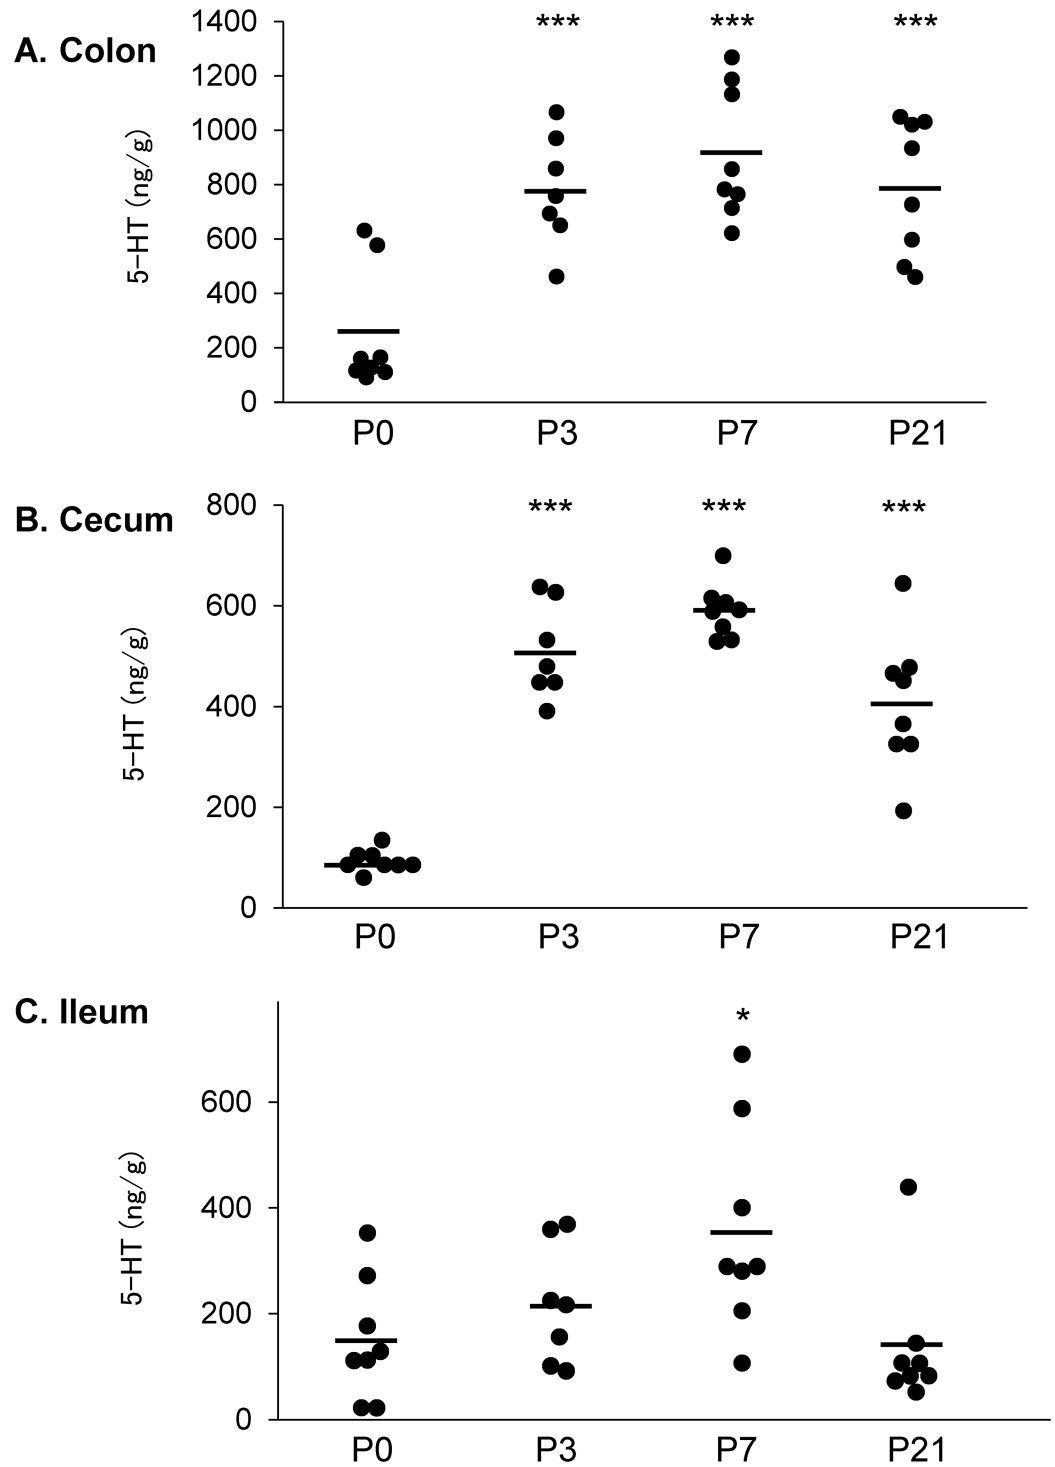 A. Colon
5-HT (ng/g)
1400
1200
1000
800
600
400
200
0
*** *** ***
P0 P3 P7 P21
B. Cecum
5-HT (ng/g)
800
600
400
200
0
*** *** ***
P0 P3 P7 P21
C. Ileum
5-HT (ng/g)
600
400
200
0
*
P0 P3 P7 P21